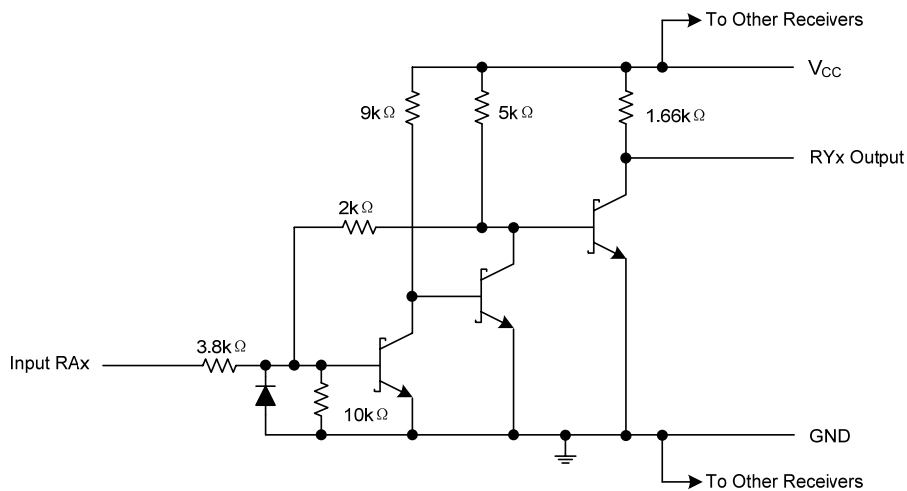 To Other Receivers
V_CC
9kΩ
5kΩ
1.66kΩ
RYx Output
2kΩ
3.8kΩ
Input RAx
10kΩ
GND
To Other Receivers